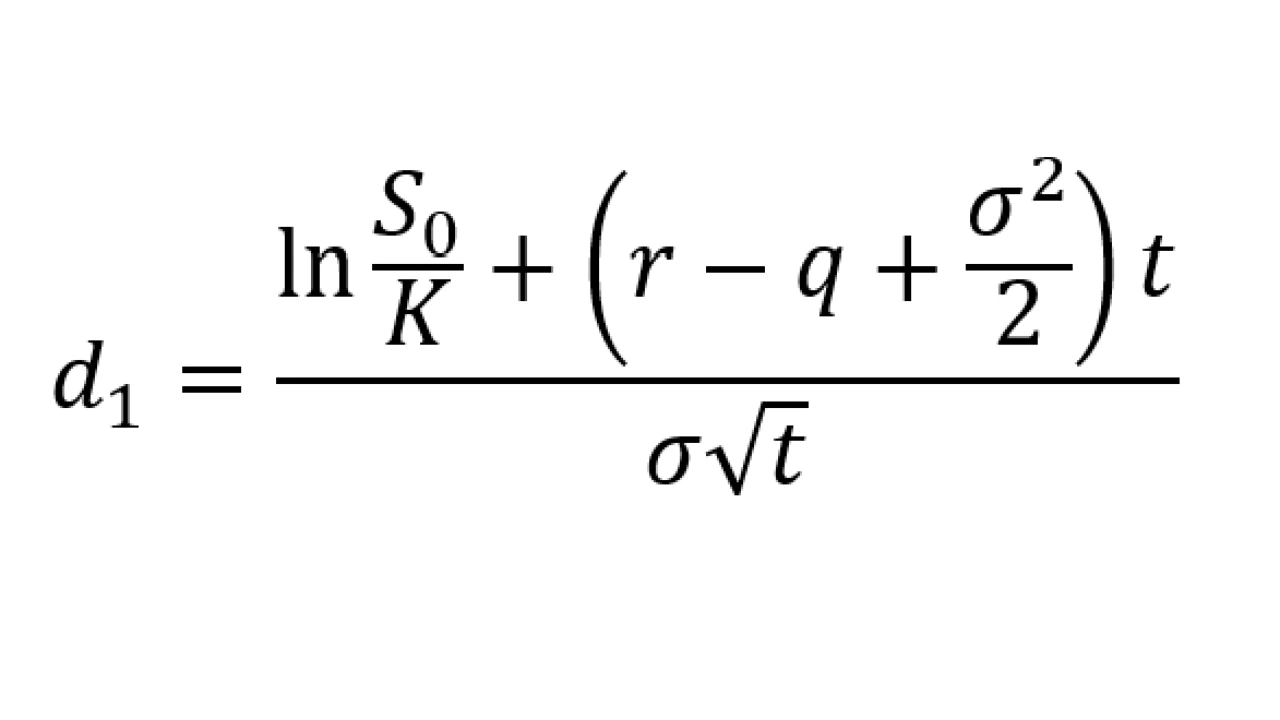 d₁ = (ln S₀/K + (r − q + σ²/2) t) / (σ√t)